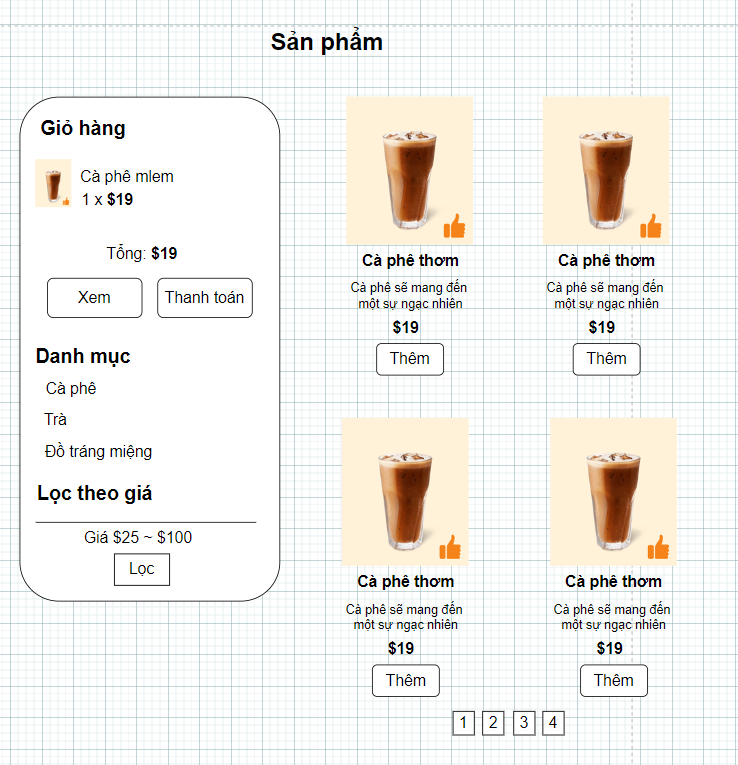 Sản phẩm
Giỏ hàng
Cà phê mlem
1 x $19
Tổng: $19
Xem
Thanh toán
Danh mục
Cà phê
Trà
Đồ tráng miệng
Lọc theo giá
Giá $25 ~ $100
Lọc
Cà phê thơm
Cà phê sẽ mang đến
một sự ngạc nhiên
$19
Thêm
Cà phê thơm
Cà phê sẽ mang đến
một sự ngạc nhiên
$19
Thêm
Cà phê thơm
Cà phê sẽ mang đến
một sự ngạc nhiên
$19
Thêm
Cà phê thơm
Cà phê sẽ mang đến
một sự ngạc nhiên
$19
Thêm
1 2 3 4